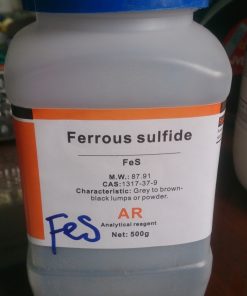 Ferrous sulfide
FeS
M.W.: 87.91
CAS:1317-37-9
Characteristic: Grey to brown-
black lumps or powder.
AR
Analytical reagent
Net: 500g
FeS